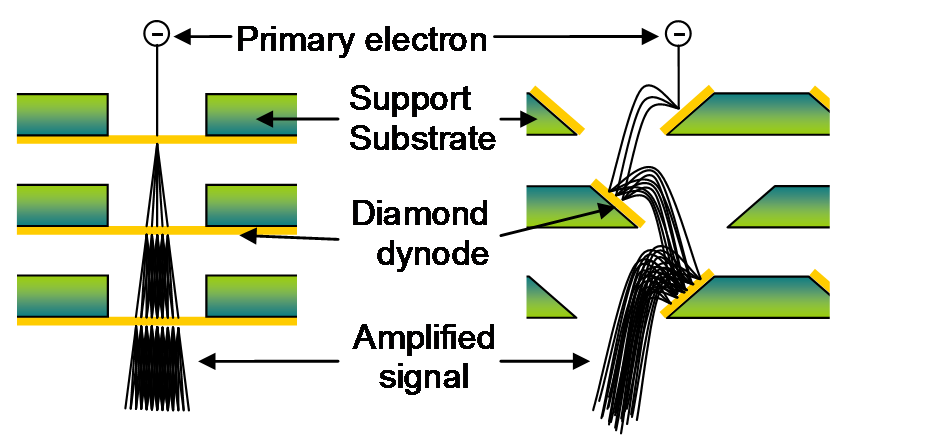 Primary electron
Support
Substrate
Diamond
dynode
Amplified
signal